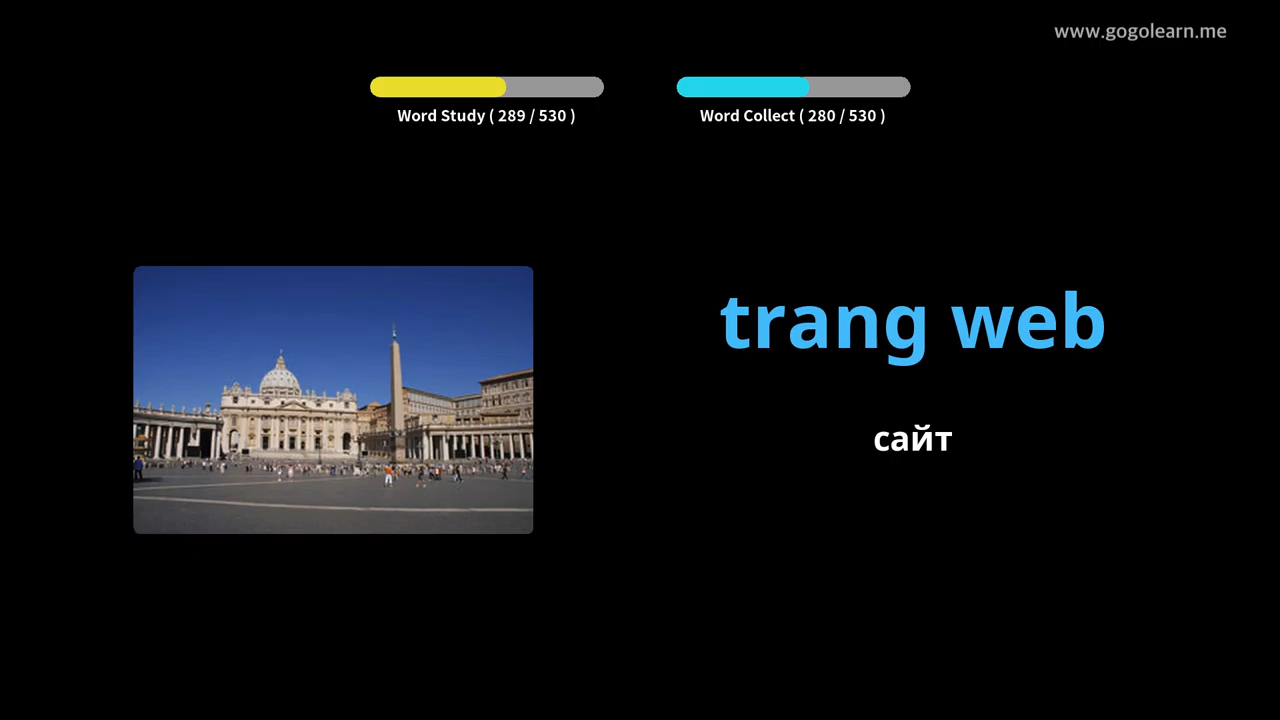 www.gogolearn.me
Word Study ( 289 / 530 )
Word Collect ( 280 / 530 )
trang web
сайт